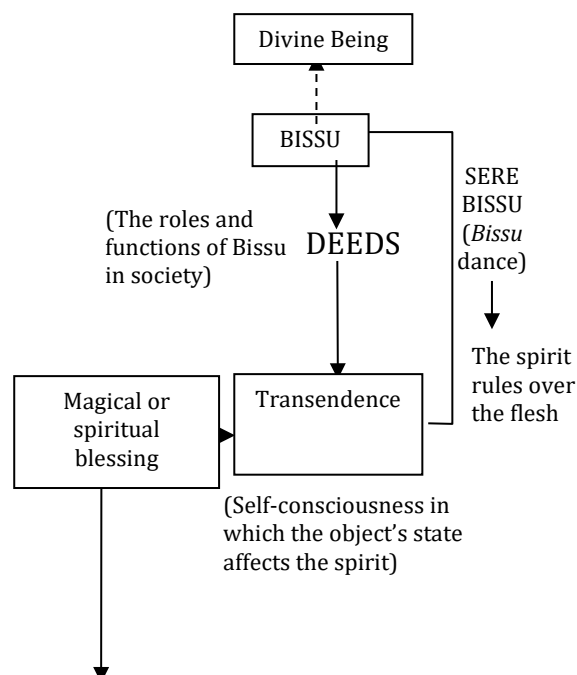 Divine Being
BISSU
SERE
BISSU
(Bissu
dance)
(The roles and
functions of Bissu
in society)
DEEDS
The spirit
rules over
the flesh
Magical or
spiritual
blessing
Transendence
(Self-consciousness in
which the object’s state
affects the spirit)